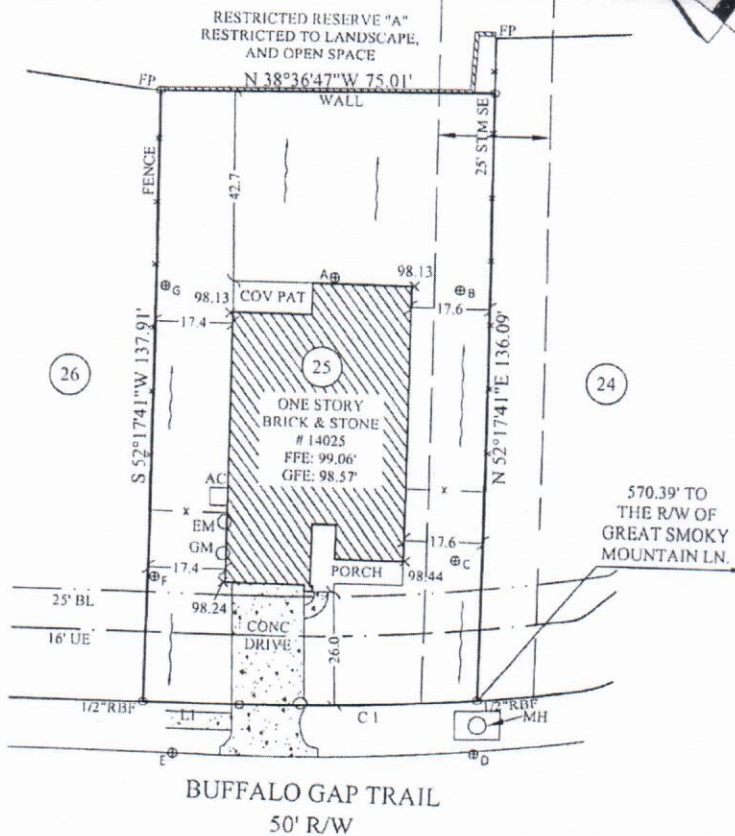 RESTRICTED RESERVE "A"
RESTRICTED TO LANDSCAPE,
AND OPEN SPACE
FP
FP
N 38°36'47"W 75.01'
WALL
25' STM SE
FENCE
42.7
A
98.13
G
98.13
COV PAT
B
17.4
17.6
S 52°17'41"W 137.91'
N 52°17'41"E 136.09'
26
25
24
ONE STORY
BRICK & STONE
# 14025
FFE: 99.06'
GFE: 98.57'
AC
EM
GM
570.39' TO
THE R/W OF
GREAT SMOKY
MOUNTAIN LN.
17.4
17.6
F
C
PORCH
98.44
98.24
25' BL
16' UE
CONC
DRIVE
26.0
1/2"RBF
1/2"RBF
L1
C1
MH
E
D
BUFFALO GAP TRAIL
50' R/W